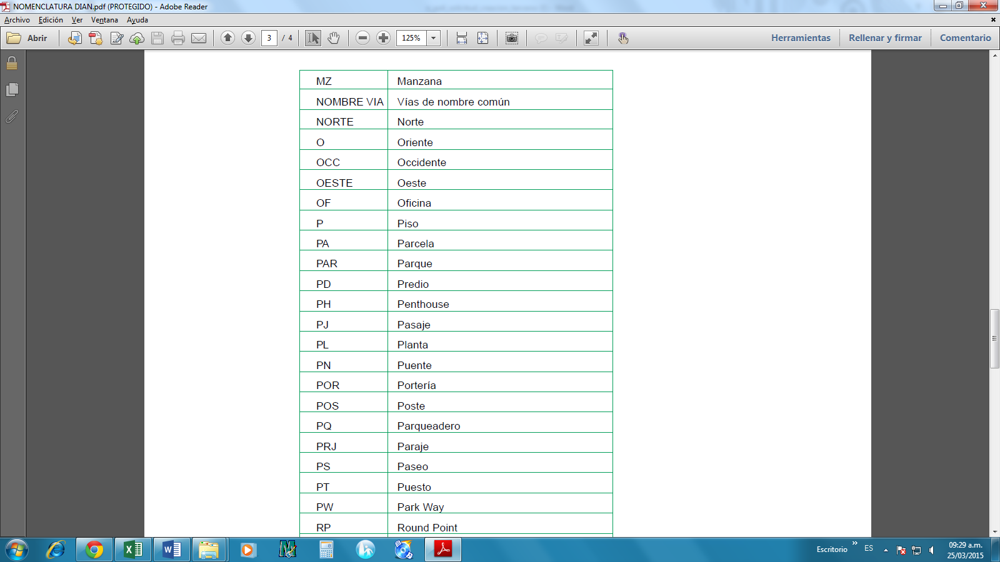 NOMENCLATURA DIAN.pdf (PROTEGIDO) - Adobe Reader
Archivo Edición Ver Ventana Ayuda
Abrir 3 / 4 125% Herramientas Rellenar y firmar Comentario
MZ Manzana
NOMBRE VIA Vías de nombre común
NORTE Norte
O Oriente
OCC Occidente
OESTE Oeste
OF Oficina
P Piso
PA Parcela
PAR Parque
PD Predio
PH Penthouse
PJ Pasaje
PL Planta
PN Puente
POR Portería
POS Poste
PQ Parqueadero
PRJ Paraje
PS Paseo
PT Puesto
PW Park Way
RP Round Point
Escritorio » ES 09:29 a.m.
25/03/2015